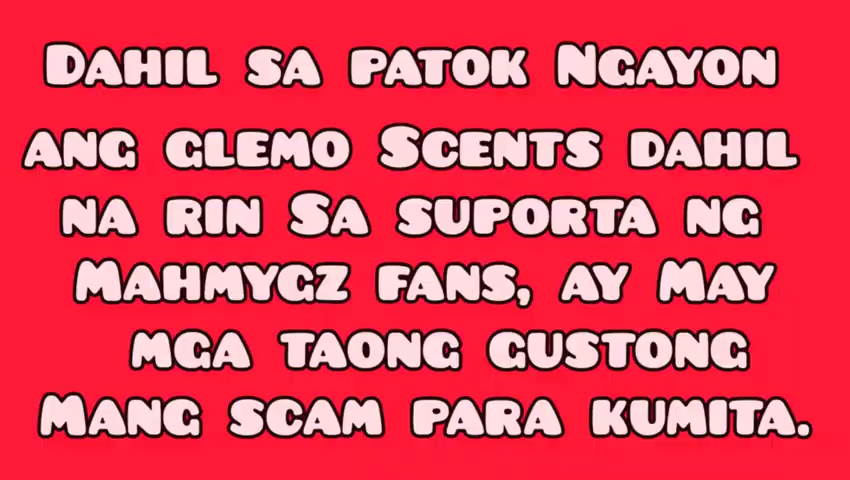 Dahil sa patok Ngayon
ang glemo Scents dahil
na rin Sa suporta ng
Mahmygz fans, ay May
mga taong gustong
Mang scam para kumita.